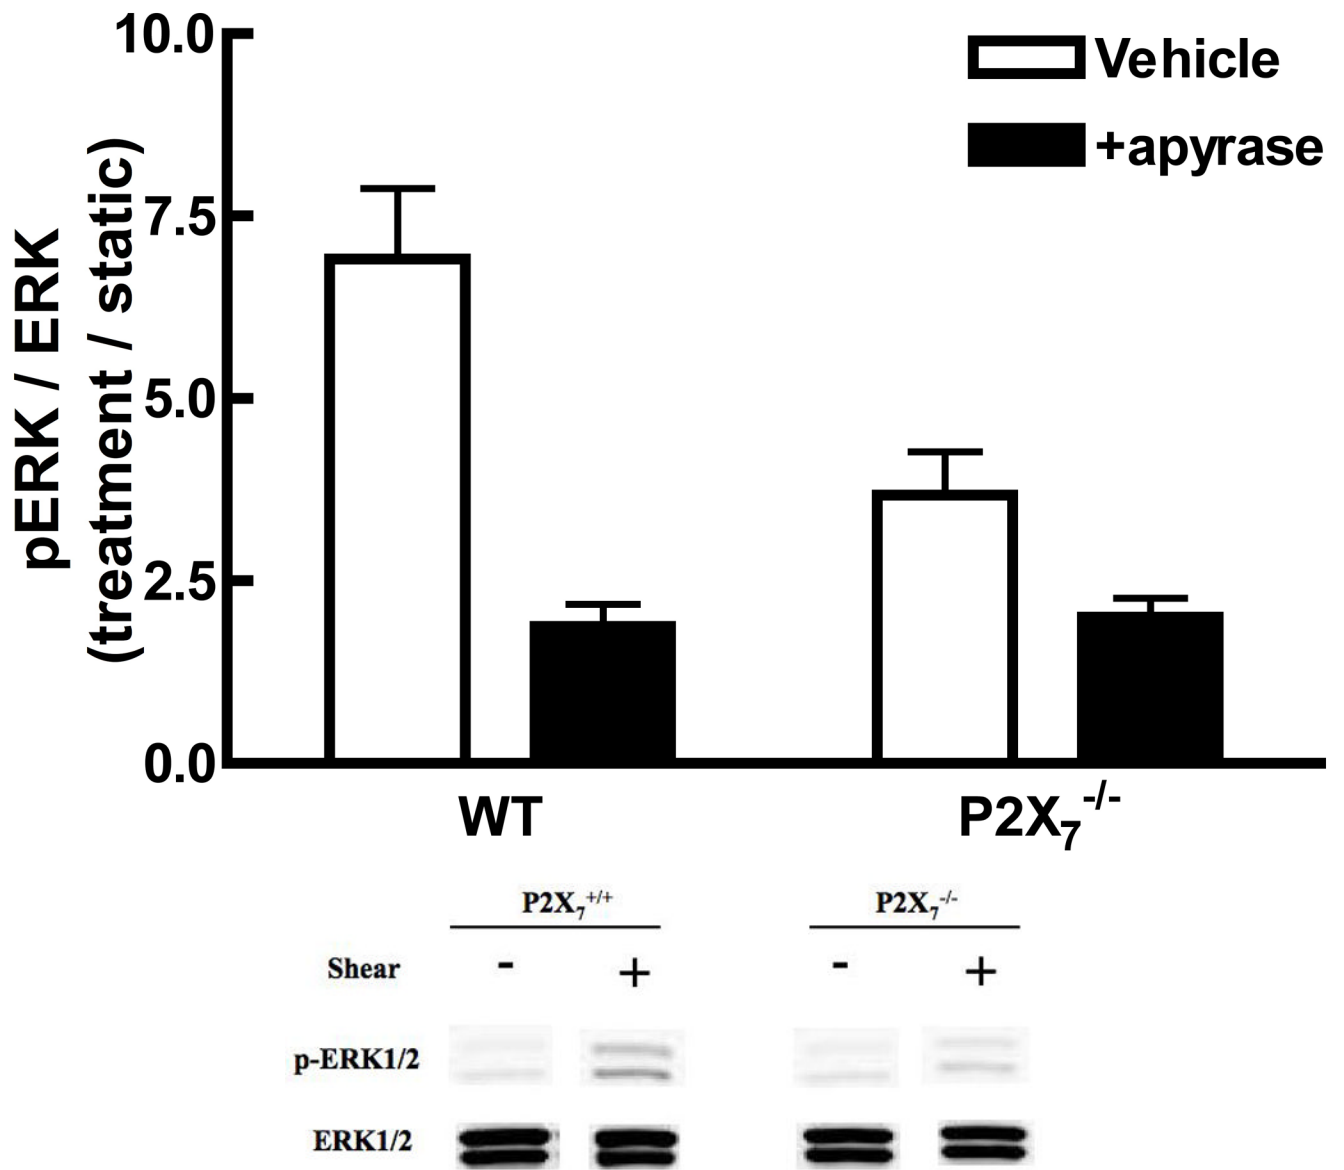 10.0
7.5
5.0
2.5
0.0
pERK / ERK
(treatment / static)
Vehicle
+apyrase
WT
P2X₇⁻/⁻
P2X₇⁺/⁺
P2X₇⁻/⁻
Shear - + - +
p-ERK1/2
ERK1/2